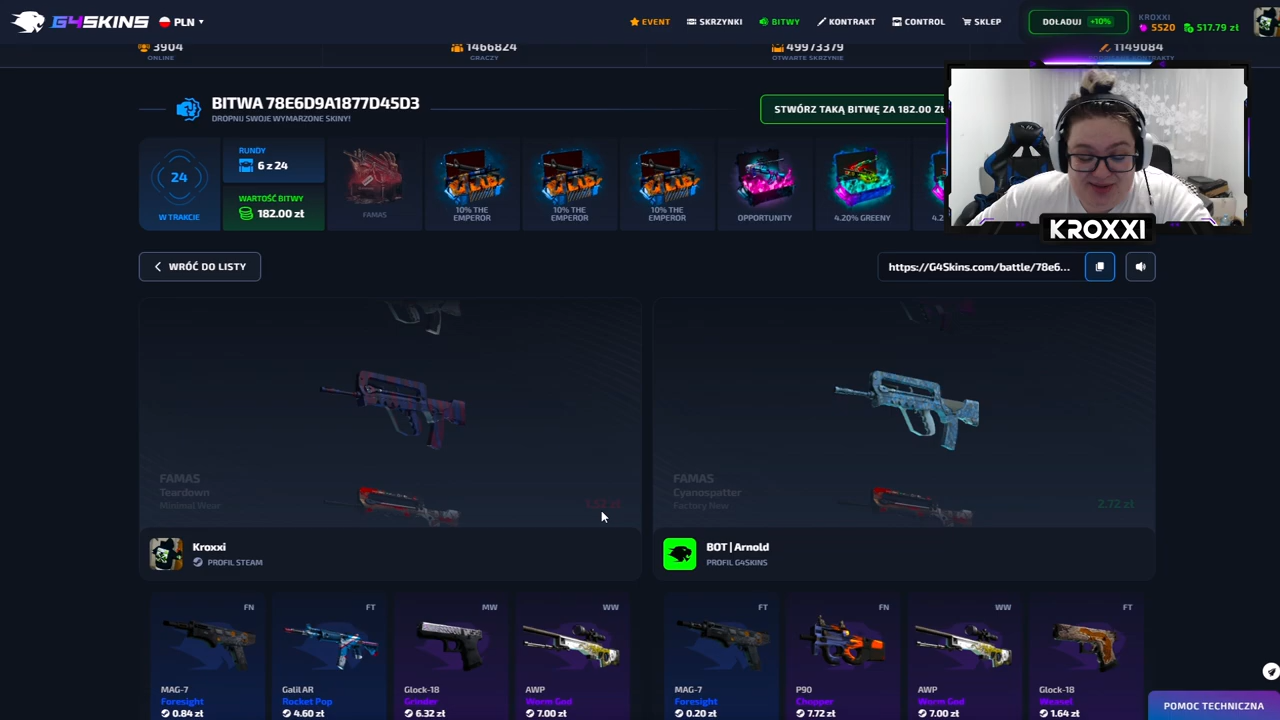 G4SKINS
PLN
EVENT
SKRZYNKI
BITWY
KONTRAKT
CONTROL
SKLEP
DOŁADUJ +10%
KROXXI
5520
517.79 zł
3904
ONLINE
1466824
GRACZY
49973379
OTWARTE SKRZYNIE
1149084
BITWA 78E6D9A1877D45D3
DROPNIJ SWOJE WYMARZONE SKINY!
STWÓRZ TAKĄ BITWĘ ZA 182.00 ZŁ
24
W TRAKCIE
RUNDY
6 z 24
WARTOŚĆ BITWY
182.00 zł
FAMAS
10% THE
EMPEROR
10% THE
EMPEROR
10% THE
EMPEROR
OPPORTUNITY
4.20% GREENY
KROXXI
WRÓĆ DO LISTY
https://G4Skins.com/battle/78e6...
FAMAS
Teardown
Minimal Wear
FAMAS
Cyanospatter
Factory New
2.72 zł
Kroxxi
PROFIL STEAM
BOT | Arnold
PROFIL G4SKINS
FN
MAG-7
Foresight
0.84 zł
FT
Galil AR
Rocket Pop
4.60 zł
MW
Glock-18
Grinder
6.32 zł
WW
AWP
Worm God
7.00 zł
FT
MAG-7
Foresight
0.20 zł
FN
P90
Chopper
7.72 zł
WW
AWP
Worm God
7.00 zł
FT
Glock-18
Weasel
1.64 zł
POMOC TECHNICZNA